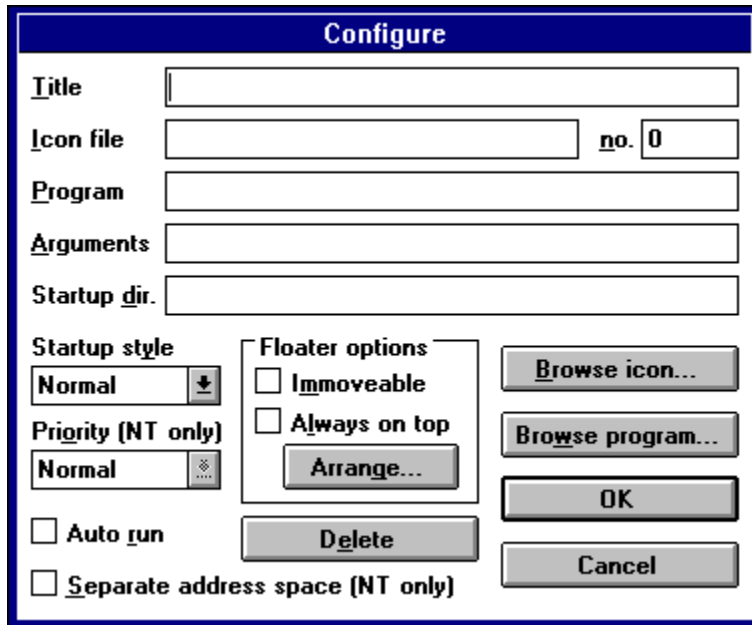 Configure
Title
Icon file no. 0
Program
Arguments
Startup dir.
Startup style
Normal
Priority (NT only)
Normal
Auto run
Separate address space (NT only)
Floater options
Immoveable
Always on top
Arrange...
Delete
Browse icon...
Browse program...
OK
Cancel